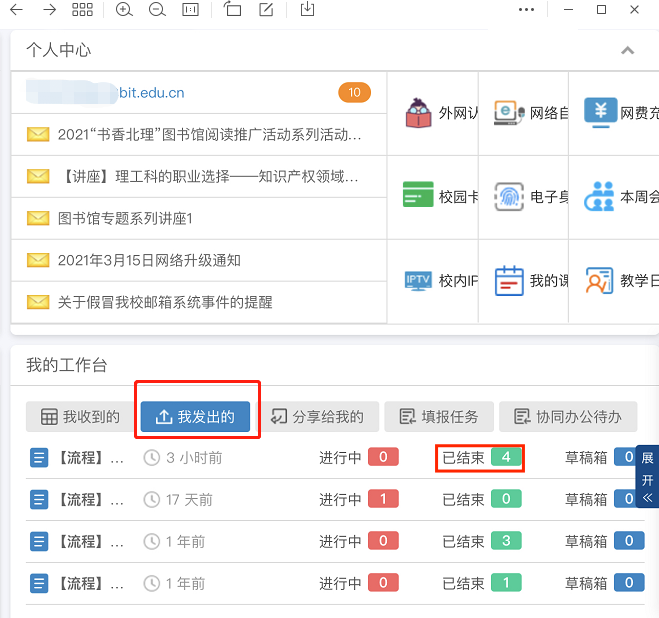 个人中心
bit.edu.cn 10
2021“书香北理”图书馆阅读推广活动系列活动...
【讲座】理工科的职业选择——知识产权领域...
图书馆专题系列讲座1
2021年3月15日网络升级通知
关于假冒我校邮箱系统事件的提醒
外网认 网络自 网费充
校园卡 电子身 本周会
IPTV 校内IP 我的课 教学日
我的工作台
我收到的 我发出的 分享给我的 填报任务 协同办公待办
【流程】... 3 小时前 进行中 0 已结束 4 草稿箱 0
【流程】... 17 天前 进行中 1 已结束 0 草稿箱 0
【流程】... 1 年前 进行中 0 已结束 3 草稿箱 0
【流程】... 1 年前 进行中 0 已结束 1 草稿箱 0
展
开